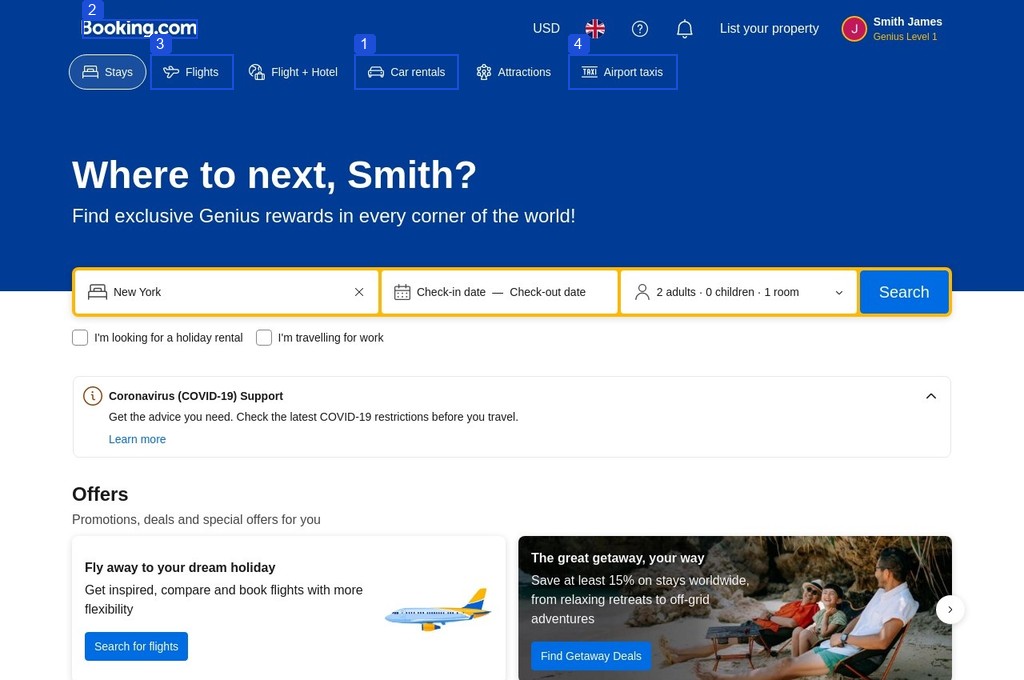 2
Booking.com
USD
List your property
J
Smith James
Genius Level 1
3
1
4
Stays
Flights
Flight + Hotel
Car rentals
Attractions
TAXI
Airport taxis
Where to next, Smith?
Find exclusive Genius rewards in every corner of the world!
New York
Check-in date — Check-out date
2 adults · 0 children · 1 room
Search
I'm looking for a holiday rental
I'm travelling for work
Coronavirus (COVID-19) Support
Get the advice you need. Check the latest COVID-19 restrictions before you travel.
Learn more
Offers
Promotions, deals and special offers for you
Fly away to your dream holiday
Get inspired, compare and book flights with more
flexibility
Search for flights
The great getaway, your way
Save at least 15% on stays worldwide,
from relaxing retreats to off-grid
adventures
Find Getaway Deals